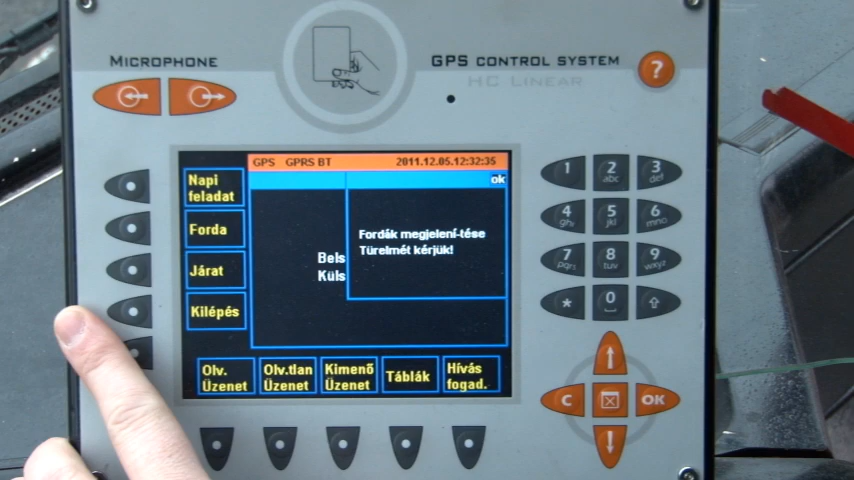 MICROPHONE
GPS CONTROL SYSTEM
HC LINEAR
?
GPS GPRS BT 2011.12.05.12:32:35
ok
Napi
feladat
Forda
Járat
Kilépés
Fordák megjelení-tése
Türelmét kérjük!
Bels
Küls
Olv.
Üzenet
Olv.tlan
Üzenet
Kimenõ
Üzenet
Táblák
Hívás
fogad.
1
2 abc
3 def
4 ghi
5 jkl
6 mno
7 pqrs
8 tuv
9 wxyz
*
0
C
OK